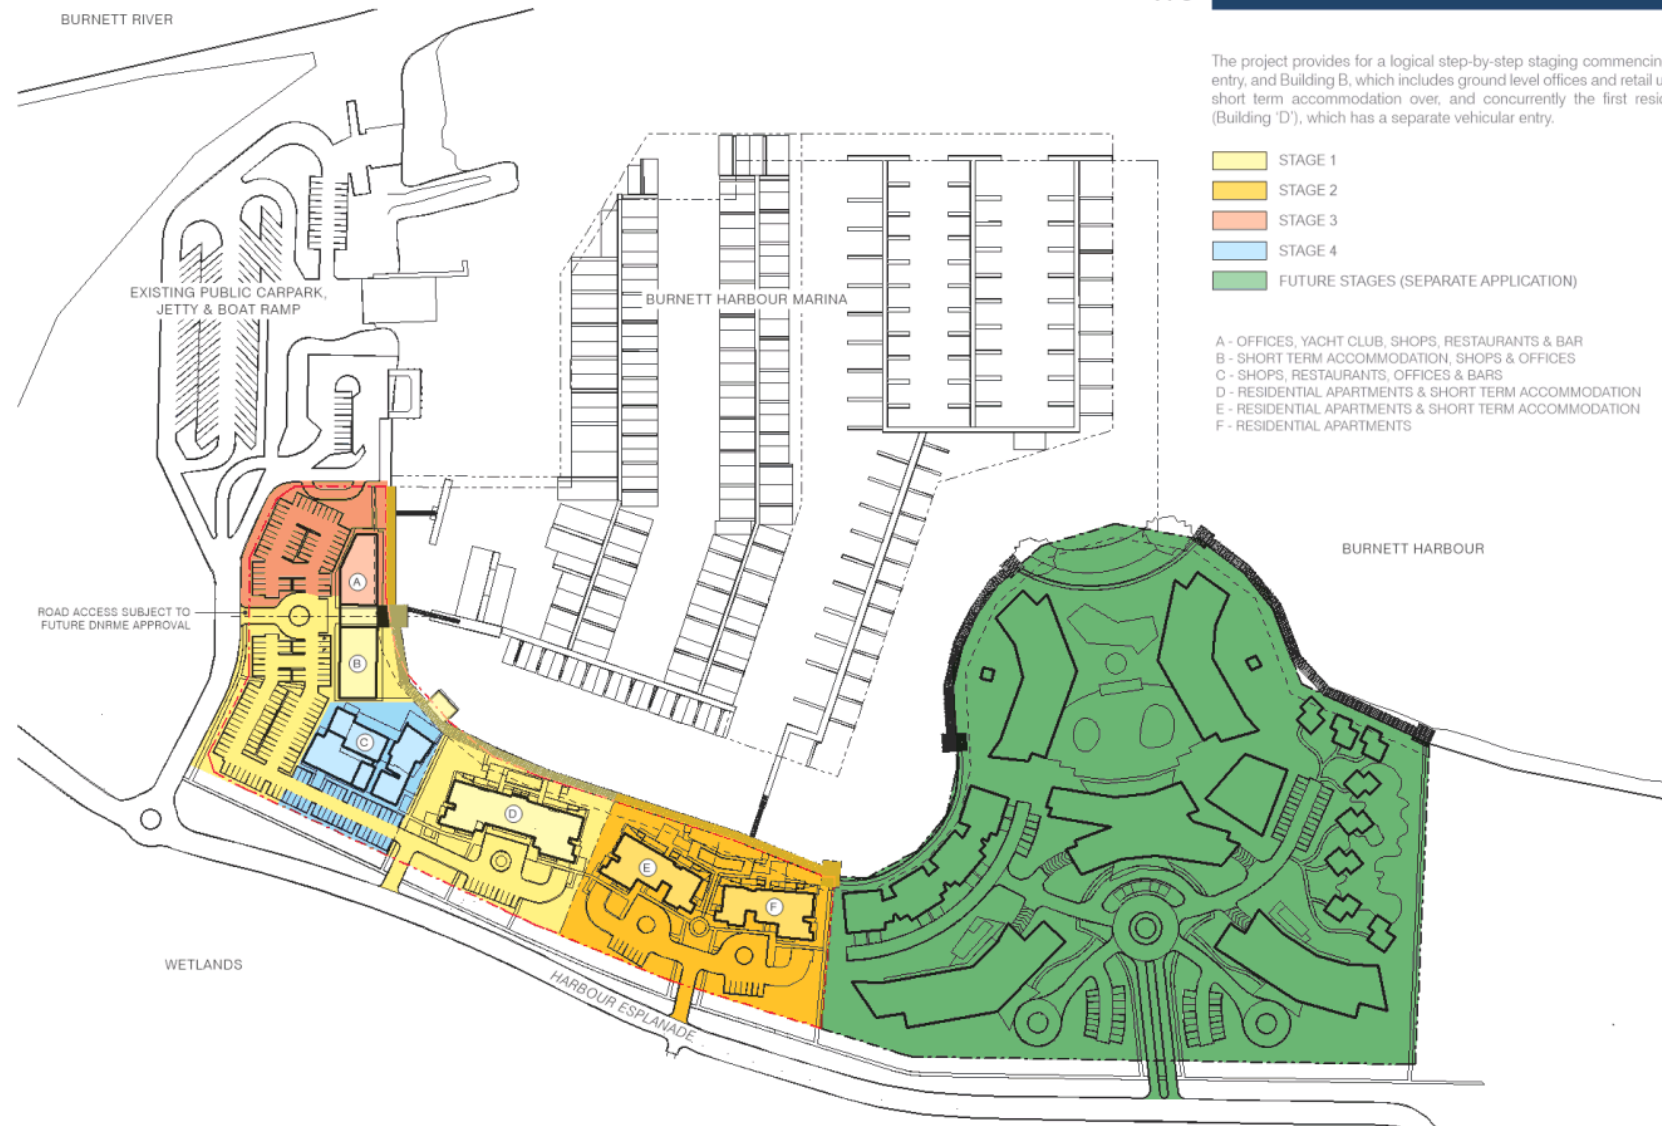 BURNETT RIVER
The project provides for a logical step-by-step staging commencin
entry, and Building B, which includes ground level offices and retail u
short term accommodation over, and concurrently the first resi
(Building 'D'), which has a separate vehicular entry.
STAGE 1
STAGE 2
STAGE 3
STAGE 4
FUTURE STAGES (SEPARATE APPLICATION)
EXISTING PUBLIC CARPARK,
JETTY & BOAT RAMP
BURNETT HARBOUR MARINA
A - OFFICES, YACHT CLUB, SHOPS, RESTAURANTS & BAR
B - SHORT TERM ACCOMMODATION, SHOPS & OFFICES
C - SHOPS, RESTAURANTS, OFFICES & BARS
D - RESIDENTIAL APARTMENTS & SHORT TERM ACCOMMODATION
E - RESIDENTIAL APARTMENTS & SHORT TERM ACCOMMODATION
F - RESIDENTIAL APARTMENTS
BURNETT HARBOUR
A
ROAD ACCESS SUBJECT TO
FUTURE DNRME APPROVAL
B
C
D
E
F
WETLANDS
HARBOUR ESPLANADE